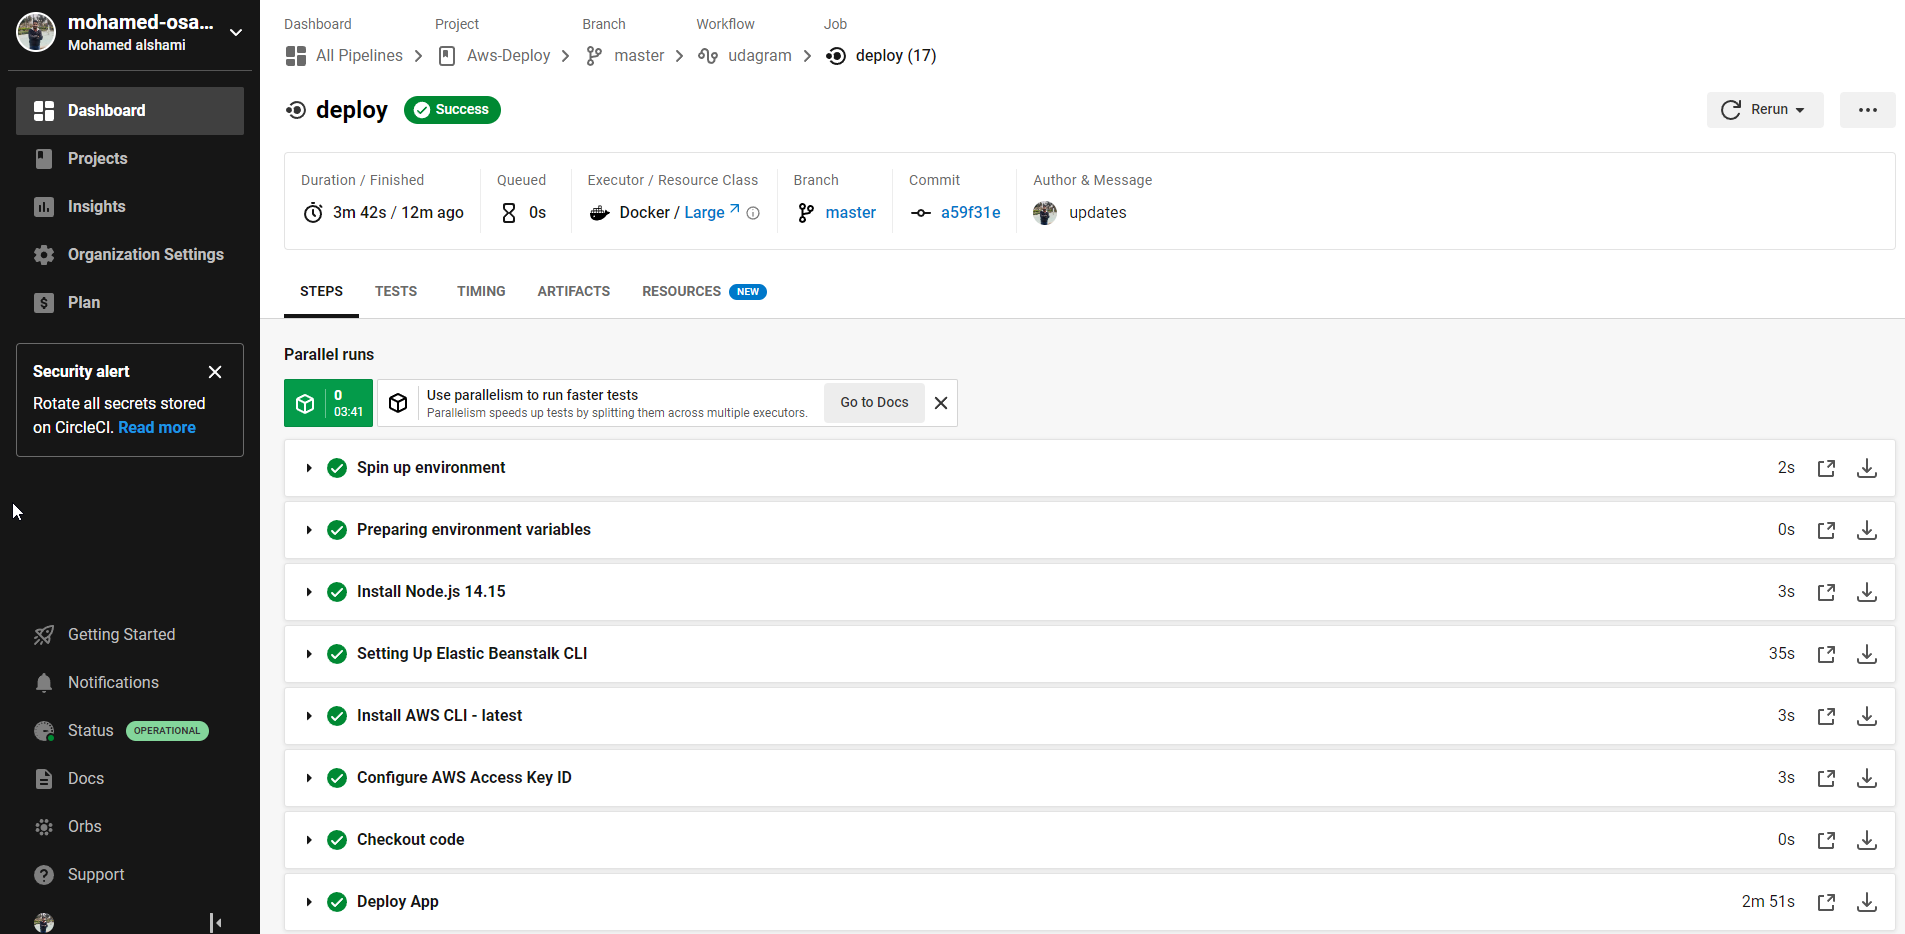 mohamed-osa...
Mohamed alshami
Dashboard
Projects
Insights
Organization Settings
Plan
Security alert
Rotate all secrets stored
on CircleCI. Read more
Getting Started
Notifications
Status OPERATIONAL
Docs
Orbs
Support
Dashboard Project Branch Workflow Job
All Pipelines Aws-Deploy master udagram deploy (17)
deploy Success
Rerun
Duration / Finished
3m 42s / 12m ago
Queued
0s
Executor / Resource Class
Docker / Large
Branch
master
Commit
a59f31e
Author & Message
updates
STEPS TESTS TIMING ARTIFACTS RESOURCES NEW
Parallel runs
0
03:41
Use parallelism to run faster tests
Parallelism speeds up tests by splitting them across multiple executors.
Go to Docs
Spin up environment 2s
Preparing environment variables 0s
Install Node.js 14.15 3s
Setting Up Elastic Beanstalk CLI 35s
Install AWS CLI - latest 3s
Configure AWS Access Key ID 3s
Checkout code 0s
Deploy App 2m 51s